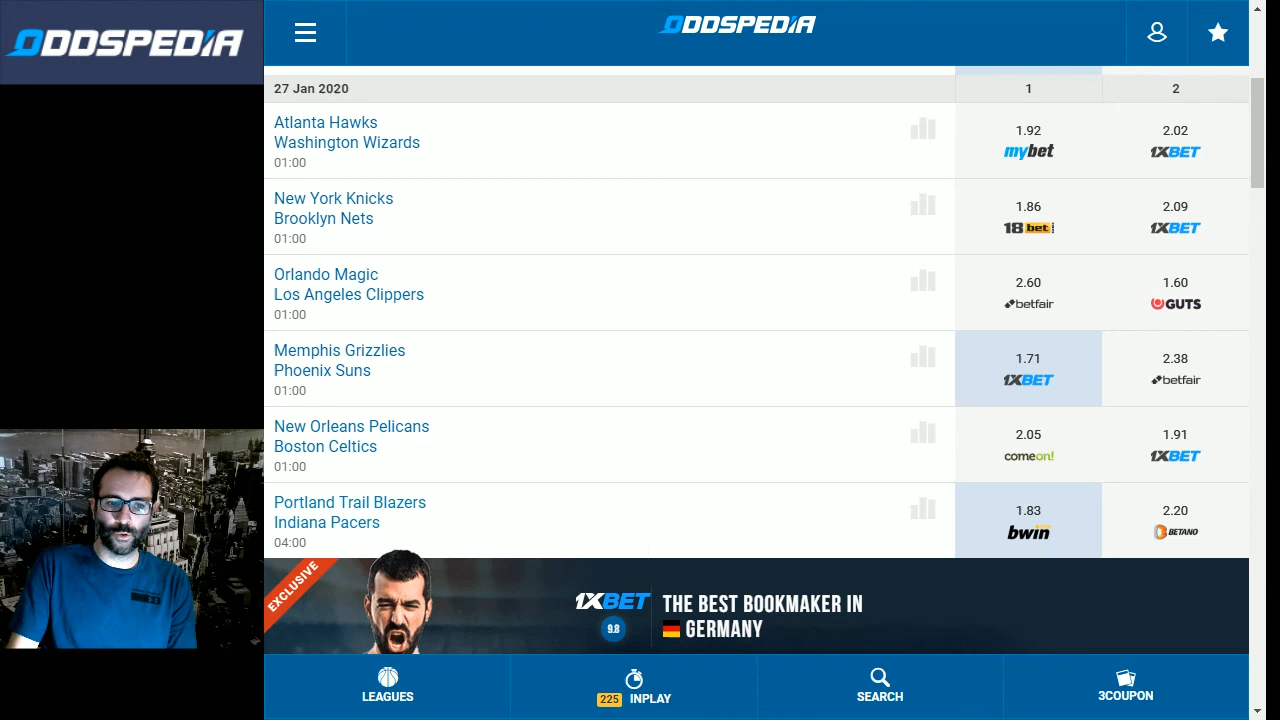 ODDSPEDIA
ODDSPEDIA
27 Jan 2020 1 2
Atlanta Hawks
Washington Wizards
01:00
1.92
mybet
2.02
1XBET
New York Knicks
Brooklyn Nets
01:00
1.86
18bet
2.09
1XBET
Orlando Magic
Los Angeles Clippers
01:00
2.60
betfair
1.60
GUTS
Memphis Grizzlies
Phoenix Suns
01:00
1.71
1XBET
2.38
betfair
New Orleans Pelicans
Boston Celtics
01:00
2.05
comeon!
1.91
1XBET
Portland Trail Blazers
Indiana Pacers
04:00
1.83
bwin
2.20
BETANO
EXCLUSIVE
1XBET
9.8
THE BEST BOOKMAKER IN
GERMANY
LEAGUES
225 INPLAY
SEARCH
3COUPON